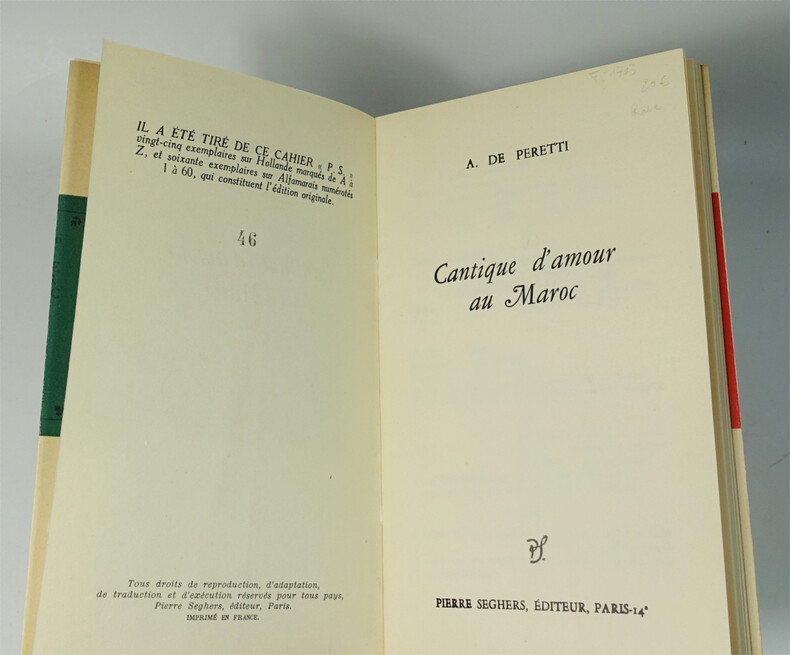 IL A ÉTÉ TIRÉ DE CE CAHIER « P. S. »
vingt-cinq exemplaires sur Hollande marqués de A à
Z, et soixante exemplaires sur Alfamarais numérotés
1 à 60, qui constituent l'édition originale.
46
Tous droits de reproduction, d'adaptation,
de traduction et d'exécution réservés pour tous pays,
Pierre Seghers, éditeur, Paris.
IMPRIMÉ EN FRANCE.
A. DE PERETTI
Cantique d'amour
au Maroc
PS.
PIERRE SEGHERS, ÉDITEUR, PARIS-14ᵉ